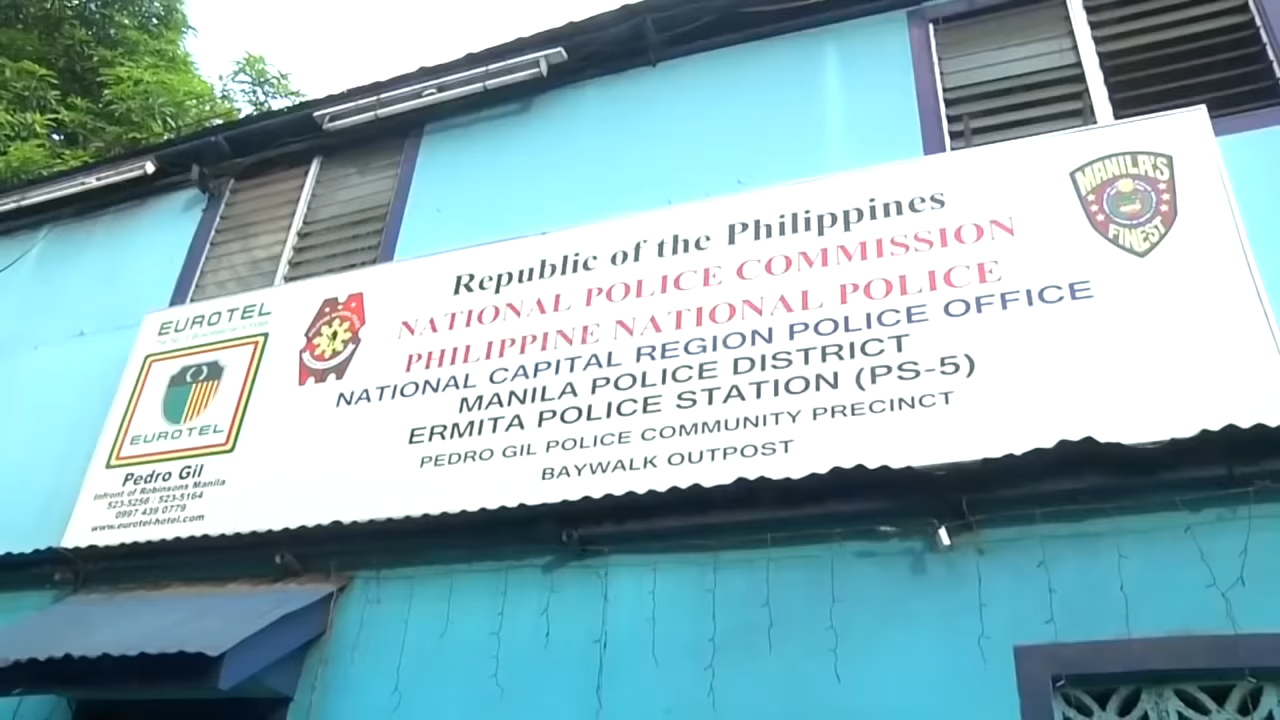 EUROTEL
EUROTEL
Pedro Gil
Infront of Robinsons Manila
523-5256 / 523-5164
0997 439 0779
www.eurotel-hotel.com
Republic of the Philippines
NATIONAL POLICE COMMISSION
PHILIPPINE NATIONAL POLICE
NATIONAL CAPITAL REGION POLICE OFFICE
MANILA POLICE DISTRICT
ERMITA POLICE STATION (PS-5)
PEDRO GIL POLICE COMMUNITY PRECINCT
BAYWALK OUTPOST
MANILA'S
FINEST